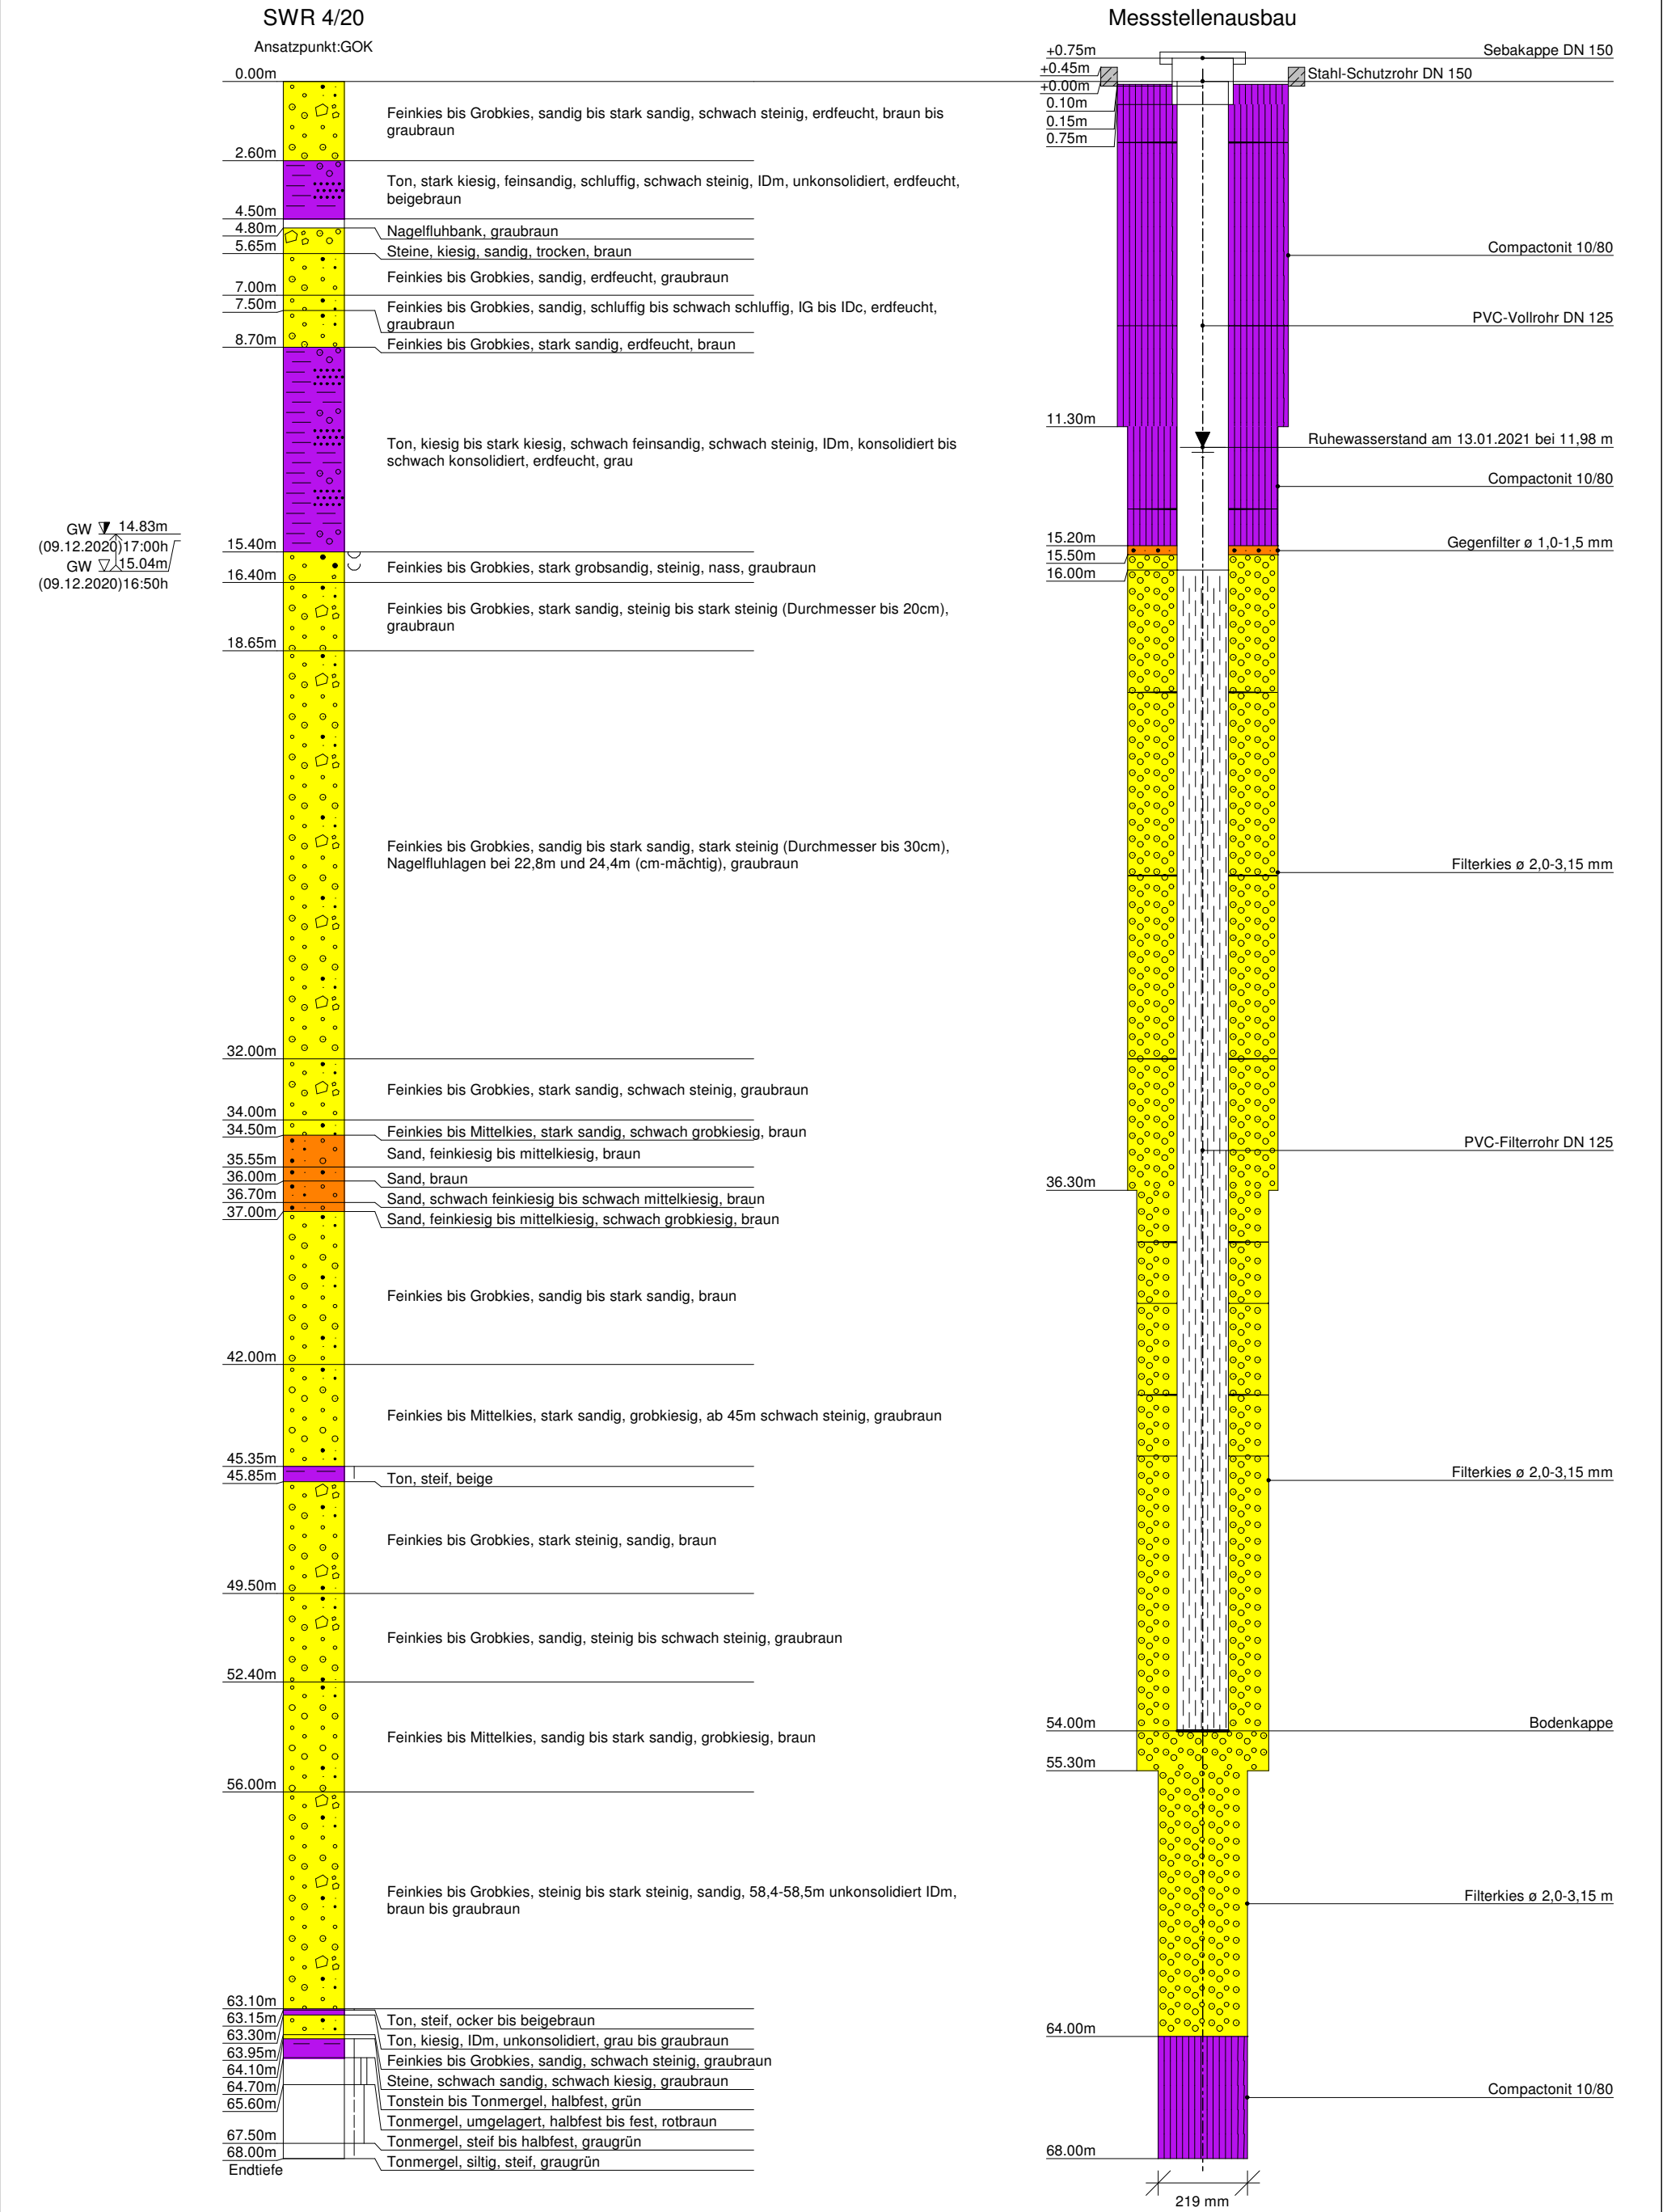 SWR 4/20
Ansatzpunkt:GOK
0.00m
Feinkies bis Grobkies, sandig bis stark sandig, schwach steinig, erdfeucht, braun bis
graubraun
2.60m
Ton, stark kiesig, feinsandig, schluffig, schwach steinig, IDm, unkonsolidiert, erdfeucht,
beigebraun
4.50m
Nagelfluhbank, graubraun
4.80m
Steine, kiesig, sandig, trocken, braun
5.65m
Feinkies bis Grobkies, sandig, erdfeucht, graubraun
7.00m
Feinkies bis Grobkies, sandig, schluffig bis schwach schluffig, IG bis IDc, erdfeucht,
graubraun
7.50m
Feinkies bis Grobkies, stark sandig, erdfeucht, braun
8.70m
Ton, kiesig bis stark kiesig, schwach feinsandig, schwach steinig, IDm, konsolidiert bis
schwach konsolidiert, erdfeucht, grau
GW 14.83m
(09.12.2020)17:00h
GW 15.04m
(09.12.2020)16:50h
15.40m
Feinkies bis Grobkies, stark grobsandig, steinig, nass, graubraun
16.40m
Feinkies bis Grobkies, stark sandig, steinig bis stark steinig (Durchmesser bis 20cm),
graubraun
18.65m
Feinkies bis Grobkies, sandig bis stark sandig, stark steinig (Durchmesser bis 30cm),
Nagelfluhlagen bei 22,8m und 24,4m (cm-mächtig), graubraun
32.00m
Feinkies bis Grobkies, stark sandig, schwach steinig, graubraun
34.00m
Feinkies bis Mittelkies, stark sandig, schwach grobkiesig, braun
34.50m
Sand, feinkiesig bis mittelkiesig, braun
35.55m
Sand, braun
36.00m
Sand, schwach feinkiesig bis schwach mittelkiesig, braun
36.70m
Sand, feinkiesig bis mittelkiesig, schwach grobkiesig, braun
37.00m
Feinkies bis Grobkies, sandig bis stark sandig, braun
42.00m
Feinkies bis Mittelkies, stark sandig, grobkiesig, ab 45m schwach steinig, graubraun
45.35m
Ton, steif, beige
45.85m
Feinkies bis Grobkies, stark steinig, sandig, braun
49.50m
Feinkies bis Grobkies, sandig, steinig bis schwach steinig, graubraun
52.40m
Feinkies bis Mittelkies, sandig bis stark sandig, grobkiesig, braun
56.00m
Feinkies bis Grobkies, steinig bis stark steinig, sandig, 58,4-58,5m unkonsolidiert IDm,
braun bis graubraun
63.10m
Ton, steif, ocker bis beigebraun
63.15m
Ton, kiesig, IDm, unkonsolidiert, grau bis graubraun
63.30m
Feinkies bis Grobkies, sandig, schwach steinig, graubraun
63.95m
Steine, schwach sandig, schwach kiesig, graubraun
64.10m
Tonstein bis Tonmergel, halbfest, grün
64.70m
Tonmergel, umgelagert, halbfest bis fest, rotbraun
65.60m
Tonmergel, steif bis halbfest, graugrün
67.50m
Tonmergel, siltig, steif, graugrün
68.00m
Endtiefe
Messstellenausbau
+0.75m
Sebakappe DN 150
+0.45m
Stahl-Schutzrohr DN 150
+0.00m
0.10m
0.15m
0.75m
Compactonit 10/80
PVC-Vollrohr DN 125
11.30m
Ruhewasserstand am 13.01.2021 bei 11,98 m
Compactonit 10/80
15.20m
Gegenfilter ø 1,0-1,5 mm
15.50m
16.00m
Filterkies ø 2,0-3,15 mm
PVC-Filterrohr DN 125
36.30m
Filterkies ø 2,0-3,15 mm
54.00m
Bodenkappe
55.30m
Filterkies ø 2,0-3,15 m
64.00m
Compactonit 10/80
68.00m
219 mm